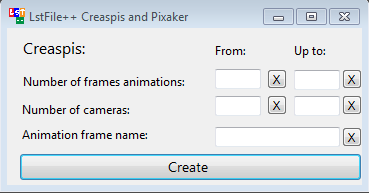 LstFile++ Creaspis and Pixaker
Creaspis: From: Up to:
Number of frames animations: X X
Number of cameras: X X
Animation frame name: X
Create